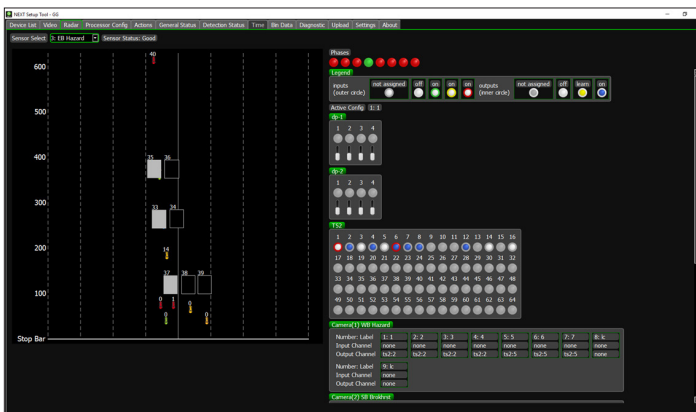 NEXT Setup Tool - GG
Device List Video Radar Processor Config Actions General Status Detection Status Time Bin Data Diagnostic Upload Settings About
Sensor Select 3: EB Hazard Sensor Status: Good
40
600
500
400
35 36
300
33 34
200
14
37 38 39
100
0 1 0
0 0
Stop Bar
Phases
Legend
inputs
(outer circle)
not assigned off on on on
outputs
(inner circle)
not assigned off learn on
Active Config 1: 1
dp-1
1 2 3 4
dp-2
1 2 3 4
TS2
1 2 3 4 5 6 7 8 9 10 11 12 13 14 15 16
17 18 19 20 21 22 23 24 25 26 27 28 29 30 31 32
33 34 35 36 37 38 39 40 41 42 43 44 45 46 47 48
49 50 51 52 53 54 55 56 57 58 59 60 61 62 63 64
Camera(1) WB Hazard
Number: Label 1: 1 2: 2 3: 3 4: 4 5: 5 6: 6 7: 7 8: lc
Input Channel none none none none none none none none
Output Channel ts2:2 ts2:2 ts2:2 ts2:2 ts2:5 ts2:5 ts2:5 none
Number: Label 9: lc
Input Channel none
Output Channel none
Camera(2) SB Brokhrst